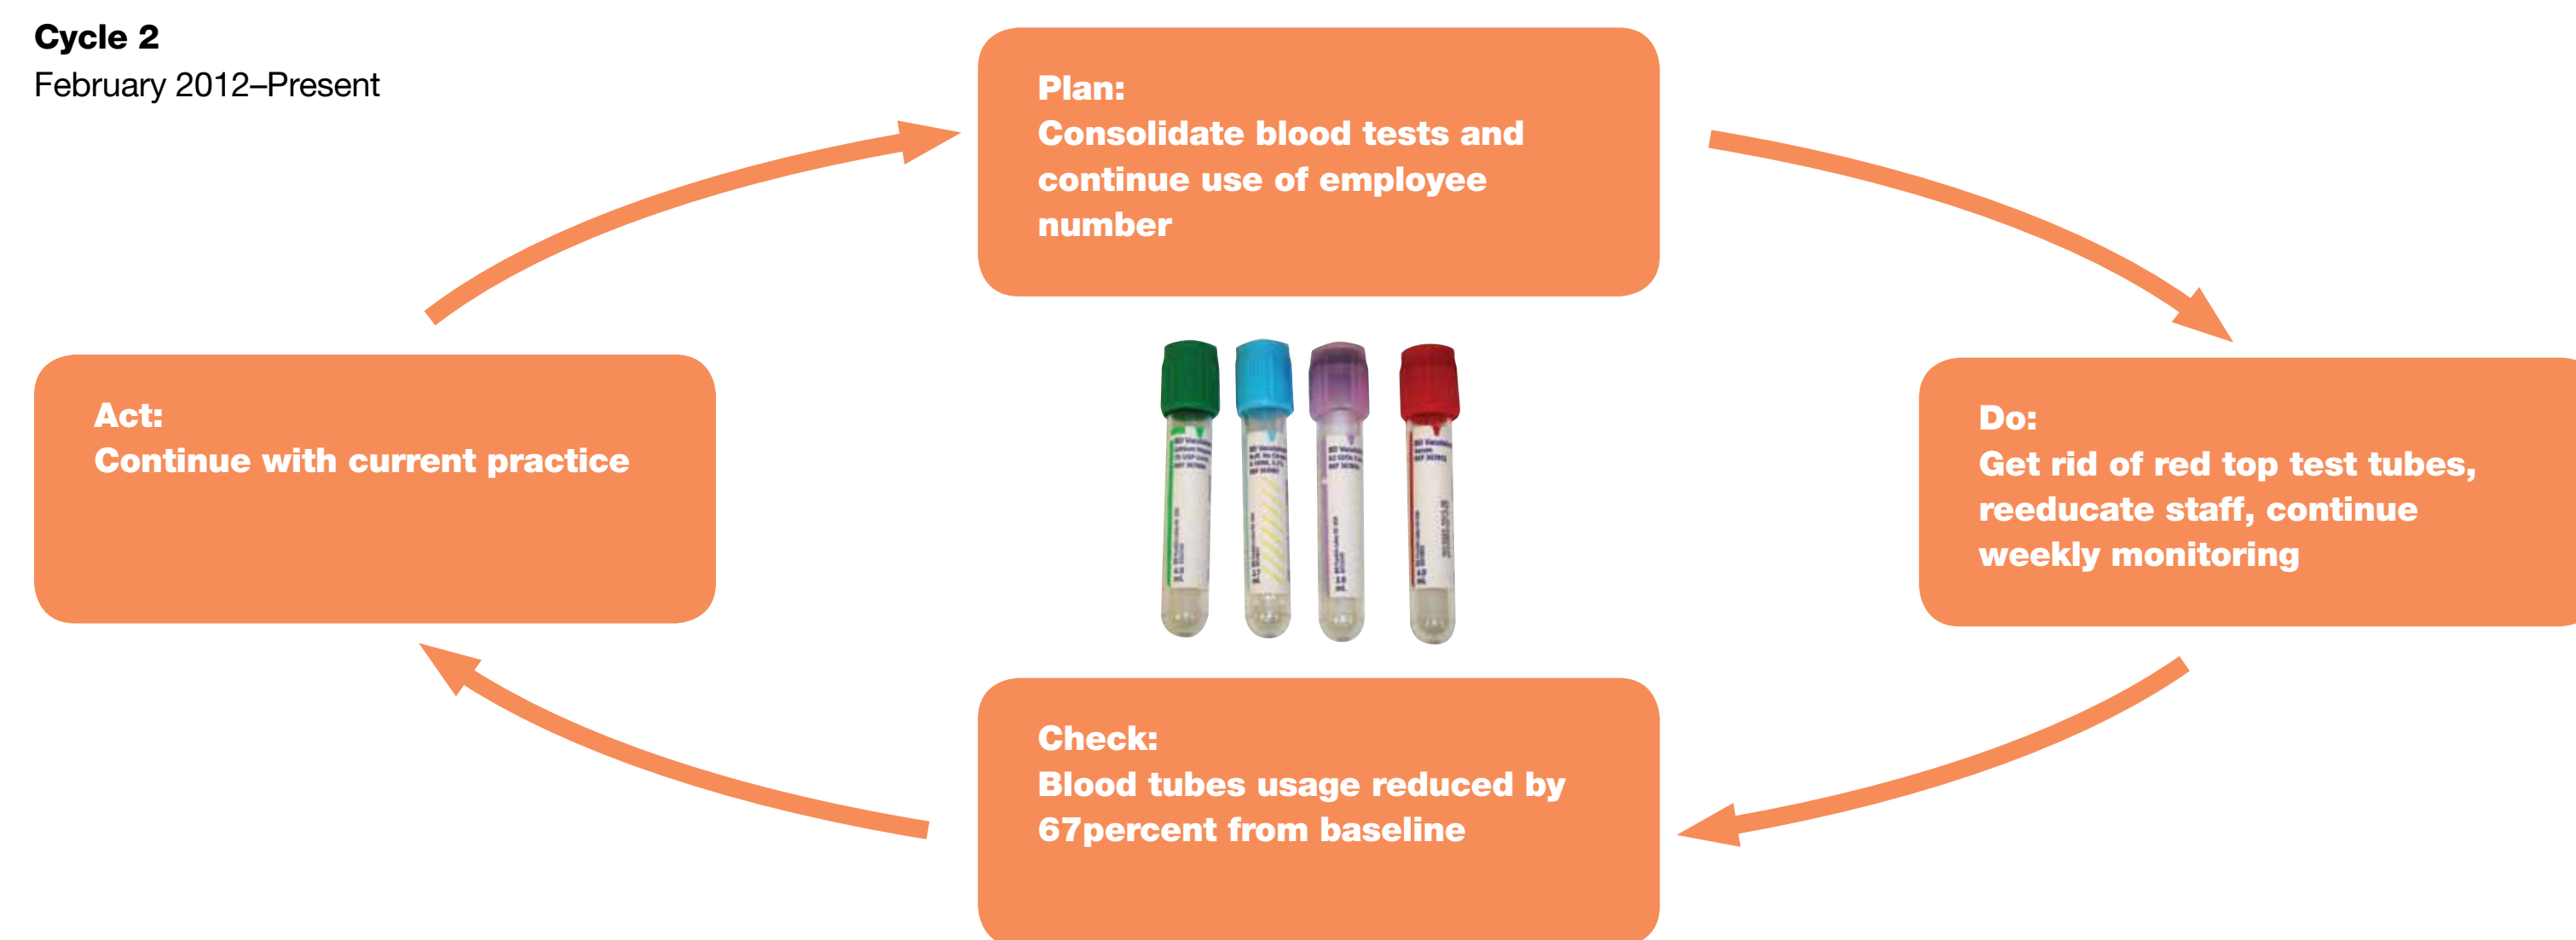 Cycle 2
February 2012–Present
Plan:
Consolidate blood tests and
continue use of employee
number
Do:
Get rid of red top test tubes,
reeducate staff, continue
weekly monitoring
Check:
Blood tubes usage reduced by
67percent from baseline
Act:
Continue with current practice